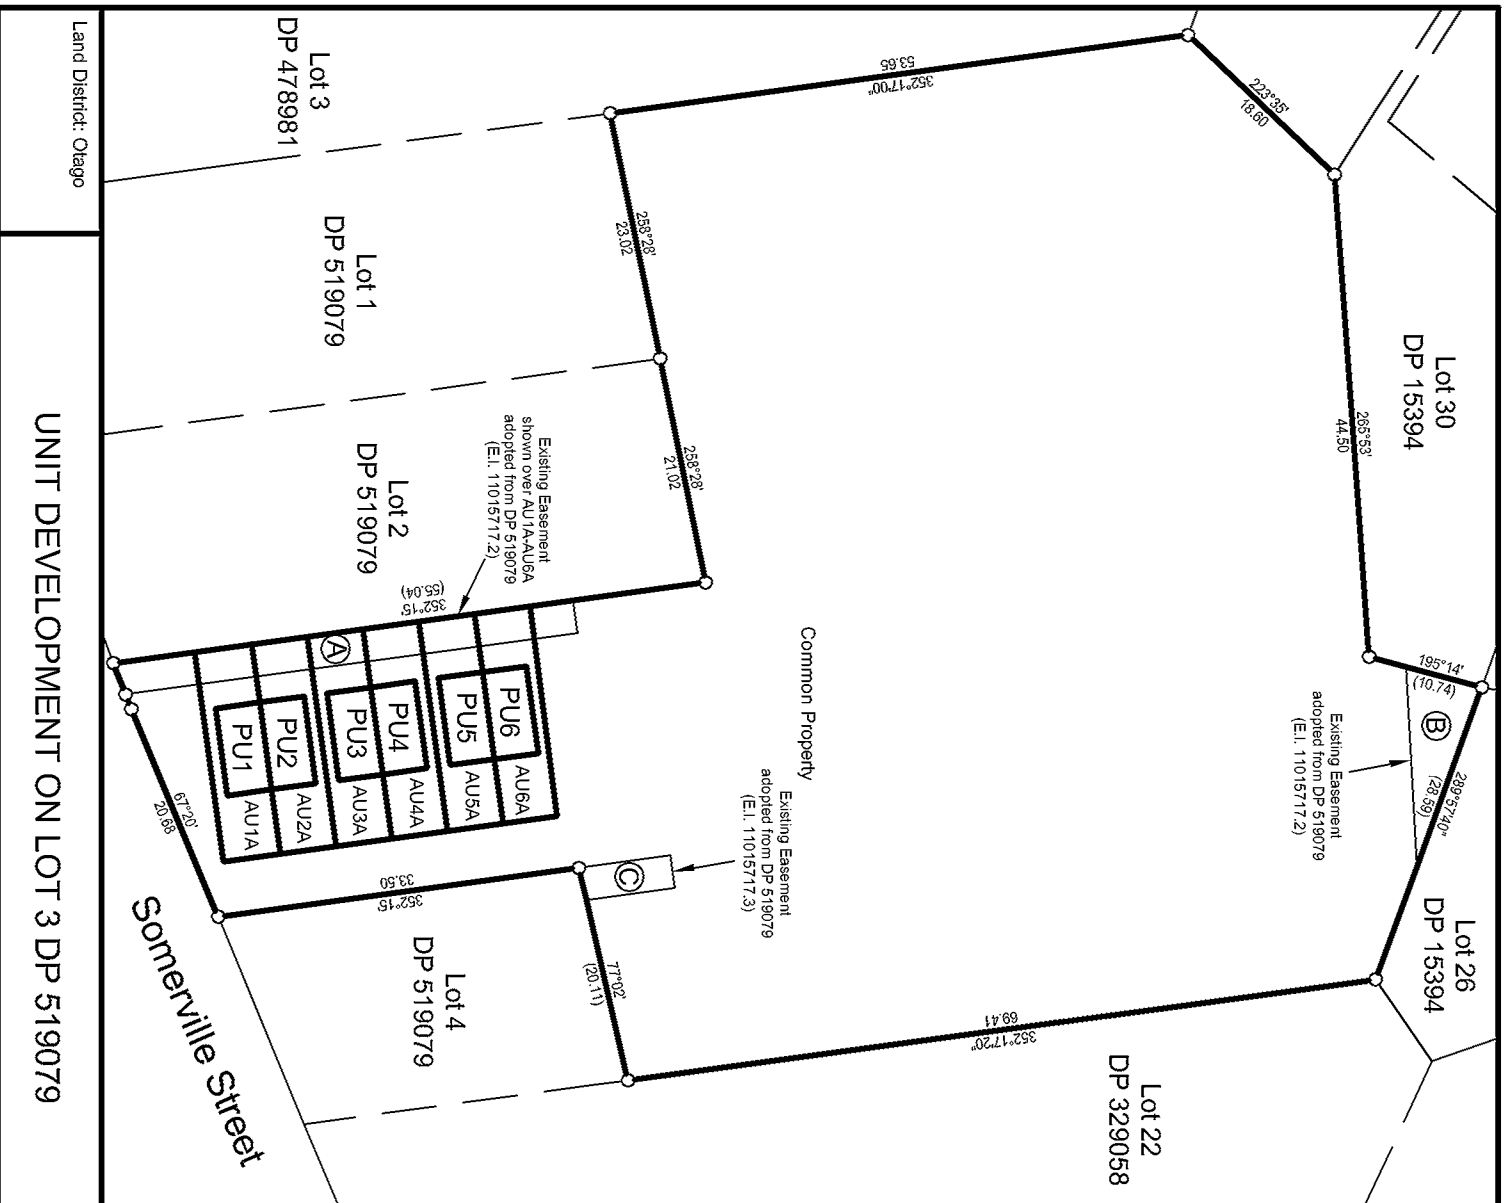 Lot 30
DP 15394
Lot 26
DP 15394
223°35'
18.60
265°53'
44.50
195°14'
(10.74)
B
289°57'40"
(28.59)
Existing Easement
adopted from DP 519079
(E.I. 11015717.2)
352°17'00"
53.65
Common Property
352°17'20"
69.41
Lot 22
DP 329058
Existing Easement
adopted from DP 519079
(E.I. 11015717.3)
C
258°28'
23.02
258°28'
21.02
77°02'
(20.11)
Existing Easement
shown over AU1A-AU6A
adopted from DP 519079
(E.I. 11015717.2)
352°15'
(55.04)
A
PU6
AU6A
PU5
AU5A
PU4
AU4A
PU3
AU3A
PU2
AU2A
PU1
AU1A
352°15'
33.50
Lot 3
DP 478981
Lot 1
DP 519079
Lot 2
DP 519079
Lot 4
DP 519079
67°20'
20.68
Somerville Street
Land District: Otago
UNIT DEVELOPMENT ON LOT 3 DP 519079